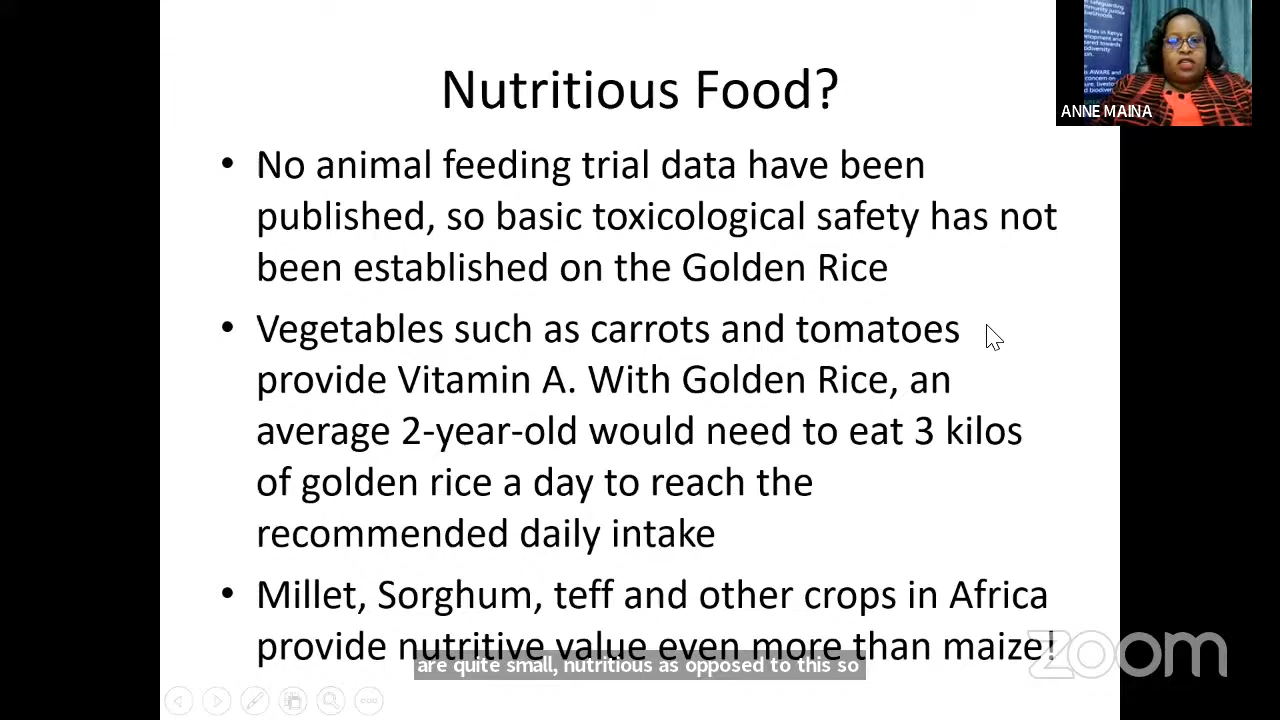 Nutritious Food?
• No animal feeding trial data have been
published, so basic toxicological safety has not
been established on the Golden Rice
• Vegetables such as carrots and tomatoes
provide Vitamin A. With Golden Rice, an
average 2-year-old would need to eat 3 kilos
of golden rice a day to reach the
recommended daily intake
• Millet, Sorghum, teff and other crops in Africa
provide nutritive value even more than maize!
are quite small, nutritious as opposed to this so
zoom
safeguarding
community justice
ANNE MAINA